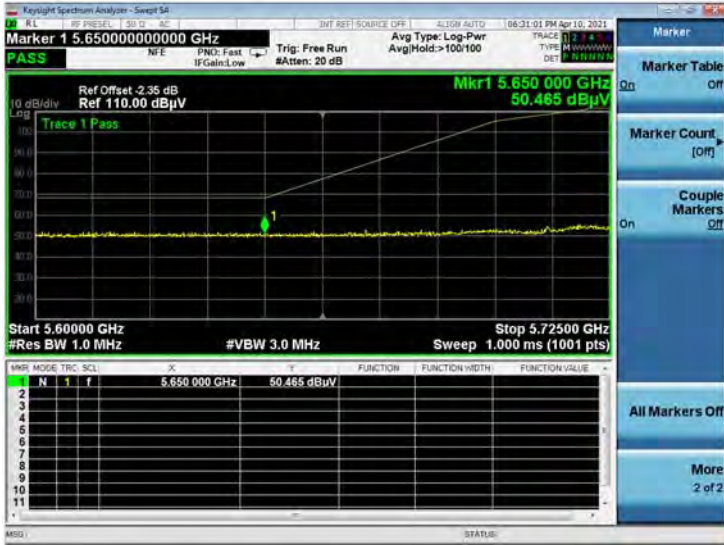 Keysight Spectrum Analyzer - Swept SA
RL RF PRESEL 50 Ω AC INT REF SOURCE OFF ALIGN AUTO 06:31:01 PM Apr 10, 2021
Marker 1 5.650000000000 GHz
PASS
NFE
PNO: Fast
IFGain:Low
Trig: Free Run
#Atten: 20 dB
Avg Type: Log-Pwr
Avg|Hold:>100/100
TRACE 1 2 3 4 5 6
TYPE M WWWWW
DET P N N N N N
Ref Offset -2.35 dB
10 dB/div Ref 110.00 dBµV
Log
Mkr1 5.650 000 GHz
50.465 dBµV
Trace 1 Pass
100
90.0
80.0
70.0
60.0
50.0
40.0
30.0
20.0
1
Start 5.60000 GHz
Stop 5.72500 GHz
#Res BW 1.0 MHz
#VBW 3.0 MHz
Sweep 1.000 ms (1001 pts)
MKR MODE TRC SCL X Y FUNCTION FUNCTION WIDTH FUNCTION VALUE
1 N 1 f 5.650 000 GHz 50.465 dBµV
2
3
4
5
6
7
8
9
10
11
MSG
STATUS
Marker
Marker Table
On Off
Marker Count
[Off]
Couple
Markers
On Off
All Markers Off
More
2 of 2